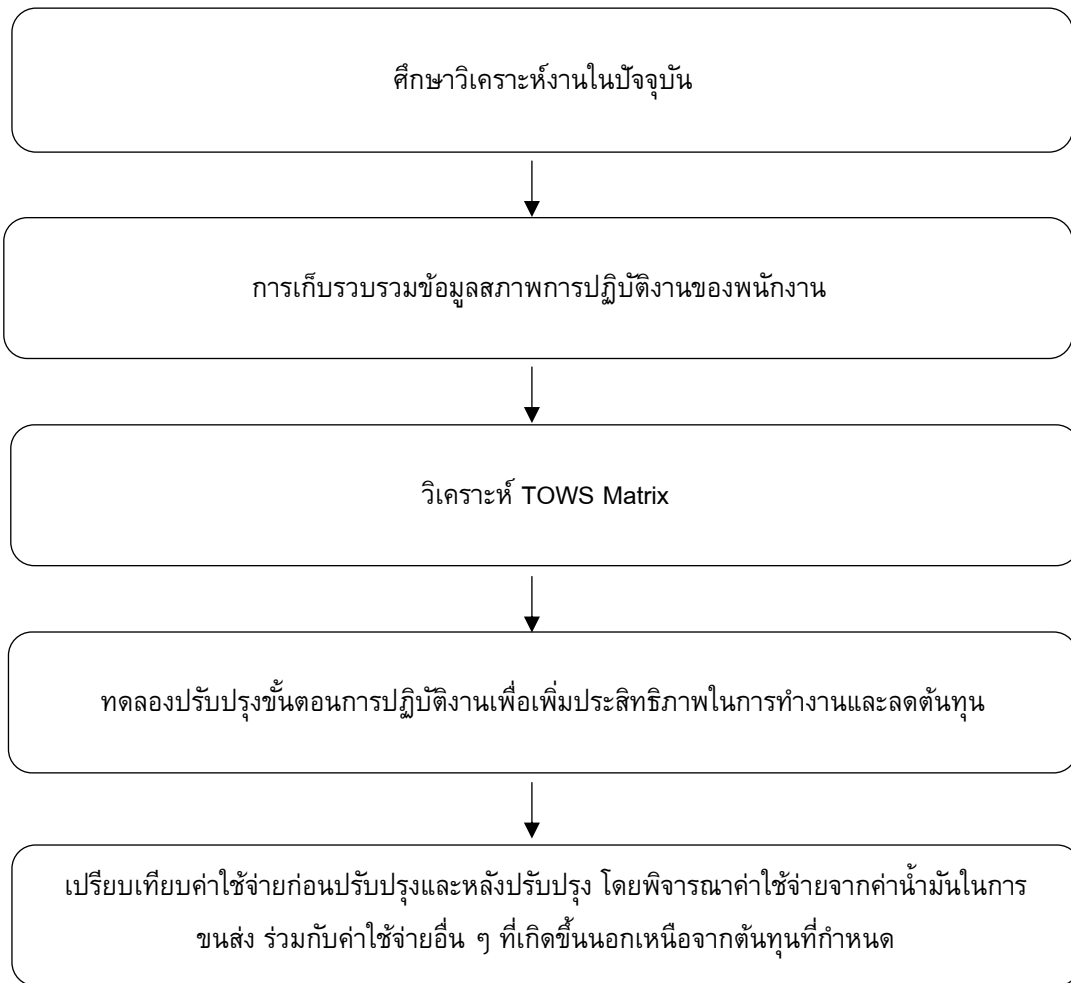 ศึกษาวิเคราะห์งานในปัจจุบัน
การเก็บรวบรวมข้อมูลสภาพการปฏิบัติงานของพนักงาน
วิเคราะห์ TOWS Matrix
ทดลองปรับปรุงขั้นตอนการปฏิบัติงานเพื่อเพิ่มประสิทธิภาพในการทำงานและลดต้นทุน
เปรียบเทียบค่าใช้จ่ายก่อนปรับปรุงและหลังปรับปรุง โดยพิจารณาค่าใช้จ่ายจากค่าน้ำมันในการ
ขนส่ง ร่วมกับค่าใช้จ่ายอื่น ๆ ที่เกิดขึ้นนอกเหนือจากต้นทุนที่กำหนด